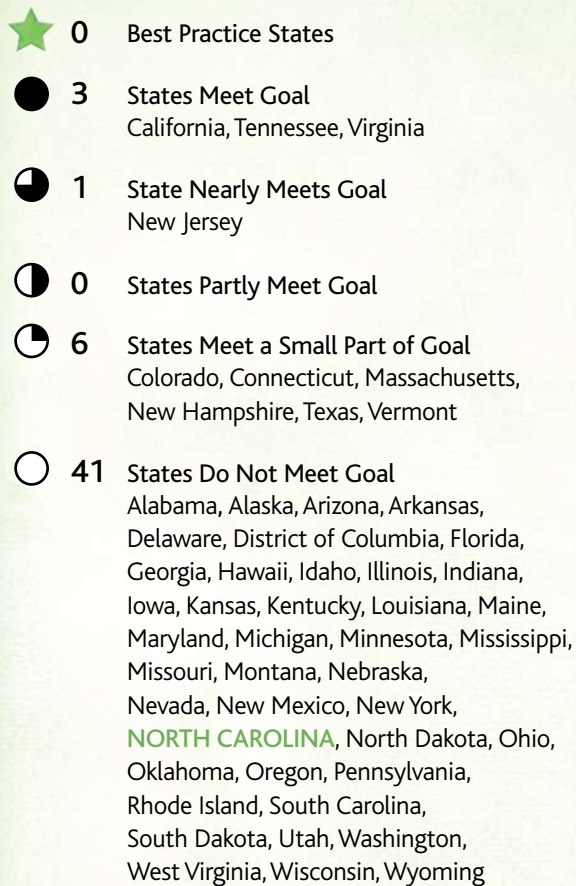 0 Best Practice States
3 States Meet Goal
California, Tennessee, Virginia
1 State Nearly Meets Goal
New Jersey
0 States Partly Meet Goal
6 States Meet a Small Part of Goal
Colorado, Connecticut, Massachusetts,
New Hampshire, Texas, Vermont
41 States Do Not Meet Goal
Alabama, Alaska, Arizona, Arkansas,
Delaware, District of Columbia, Florida,
Georgia, Hawaii, Idaho, Illinois, Indiana,
Iowa, Kansas, Kentucky, Louisiana, Maine,
Maryland, Michigan, Minnesota, Mississippi,
Missouri, Montana, Nebraska,
Nevada, New Mexico, New York,
NORTH CAROLINA, North Dakota, Ohio,
Oklahoma, Oregon, Pennsylvania,
Rhode Island, South Carolina,
South Dakota, Utah, Washington,
West Virginia, Wisconsin, Wyoming